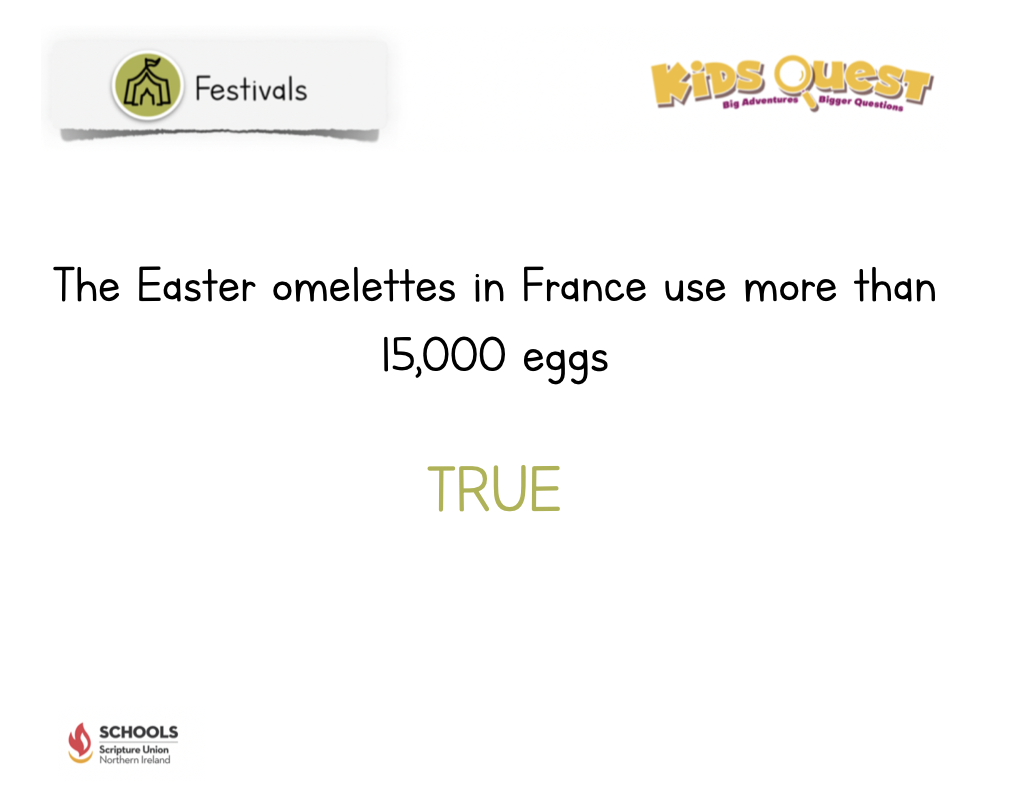 Festivals
KiDS QUEST
Big Adventures Bigger Questions
The Easter omelettes in France use more than
15,000 eggs
TRUE
SCHOOLS
Scripture Union
Northern Ireland